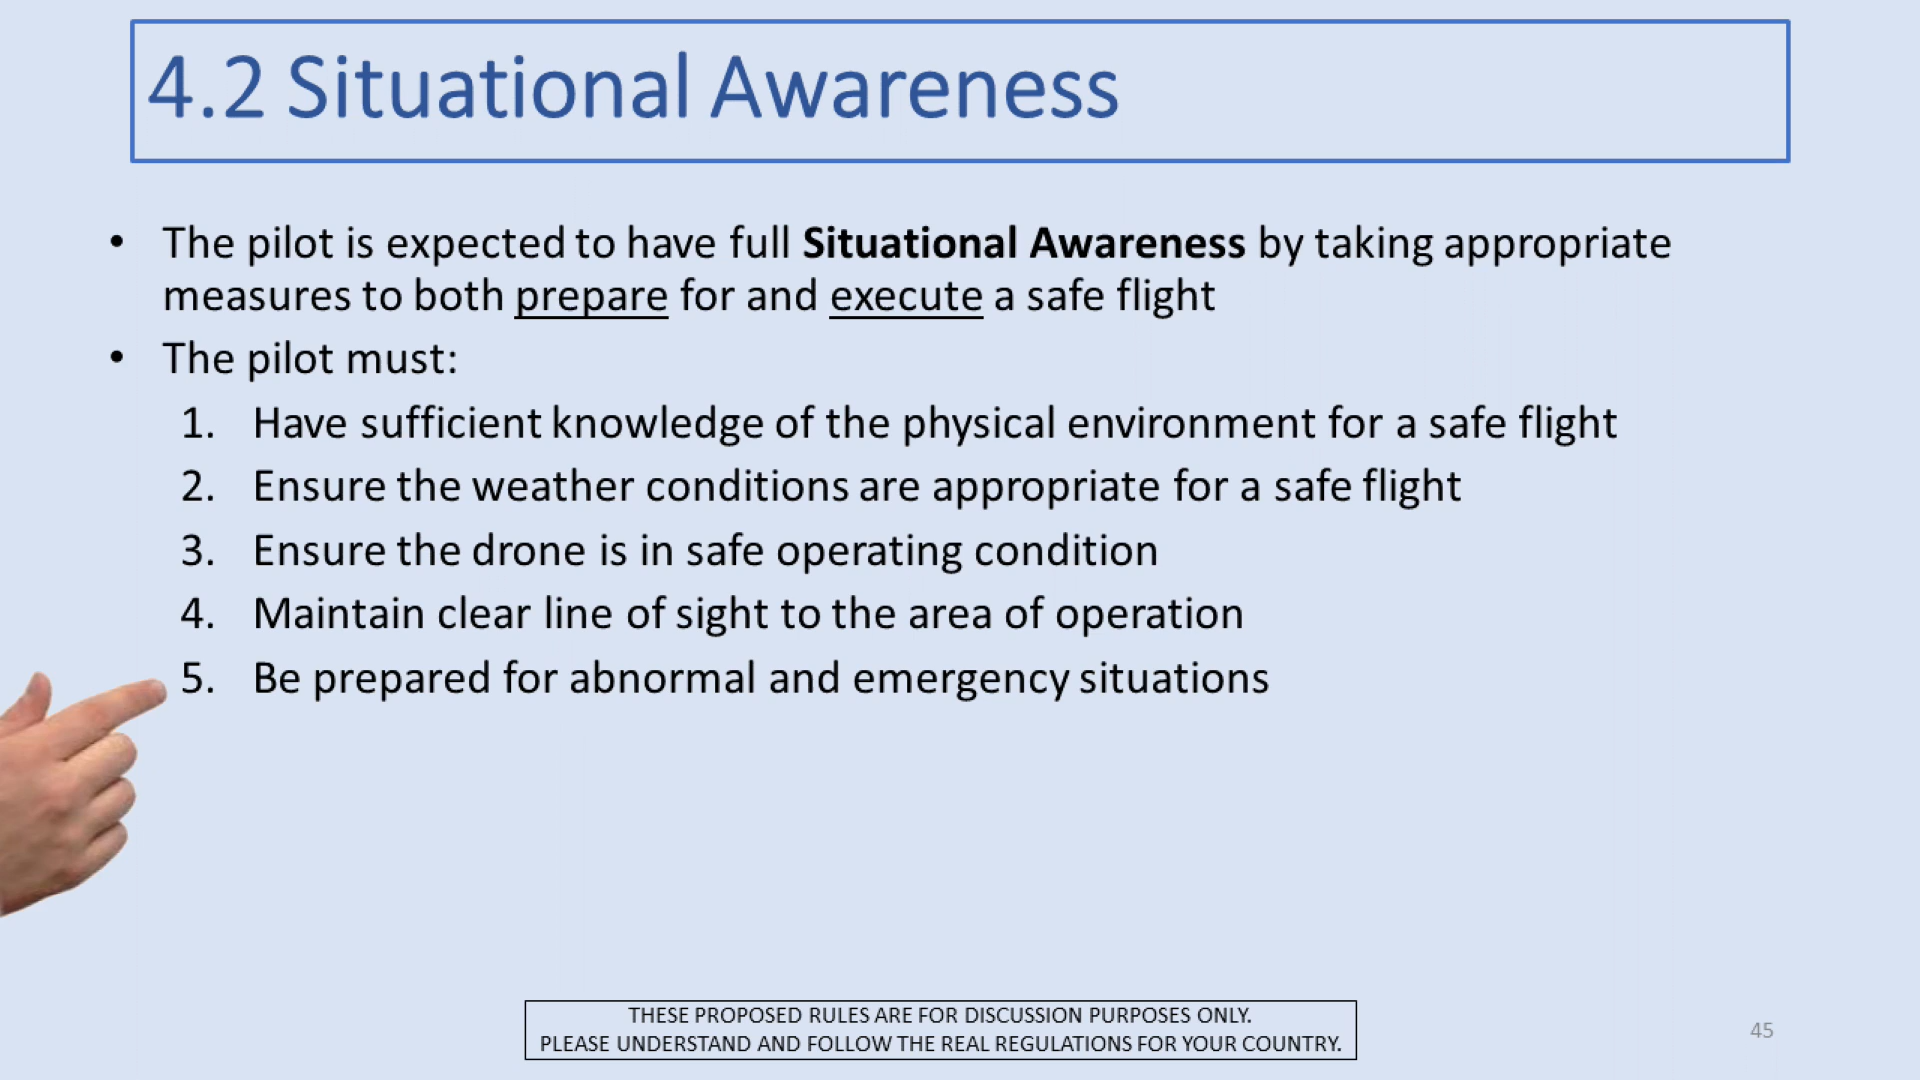 4.2 Situational Awareness
• The pilot is expected to have full Situational Awareness by taking appropriate
measures to both prepare for and execute a safe flight
• The pilot must:
1. Have sufficient knowledge of the physical environment for a safe flight
2. Ensure the weather conditions are appropriate for a safe flight
3. Ensure the drone is in safe operating condition
4. Maintain clear line of sight to the area of operation
5. Be prepared for abnormal and emergency situations
THESE PROPOSED RULES ARE FOR DISCUSSION PURPOSES ONLY.
PLEASE UNDERSTAND AND FOLLOW THE REAL REGULATIONS FOR YOUR COUNTRY.
45